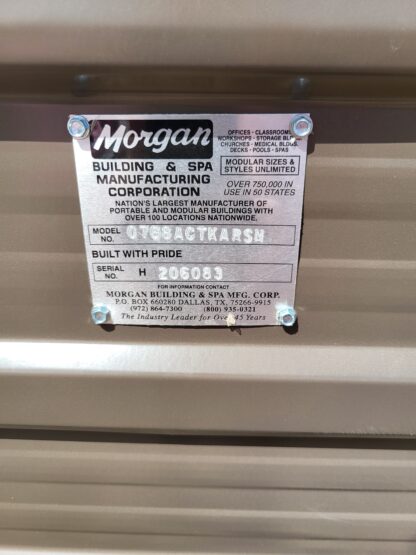 Morgan
OFFICES - CLASSROOMS
WORKSHOPS - STORAGE BLDGS
CHURCHES - MEDICAL BLDGS.
DECKS - POOLS - SPAS
BUILDING & SPA
MANUFACTURING
CORPORATION
MODULAR SIZES &
STYLES UNLIMITED
OVER 750,000 IN
USE IN 50 STATES
NATION'S LARGEST MANUFACTURER OF
PORTABLE AND MODULAR BUILDINGS WITH
OVER 100 LOCATIONS NATIONWIDE.
MODEL NO.
BUILT WITH PRIDE
SERIAL NO. H 206083
FOR INFORMATION CONTACT
MORGAN BUILDING & SPA MFG. CORP.
P.O. BOX 660280 DALLAS, TX. 75266-9915
(972) 864-7300 (800) 935-0321
The Industry Leader for Over 45 Years